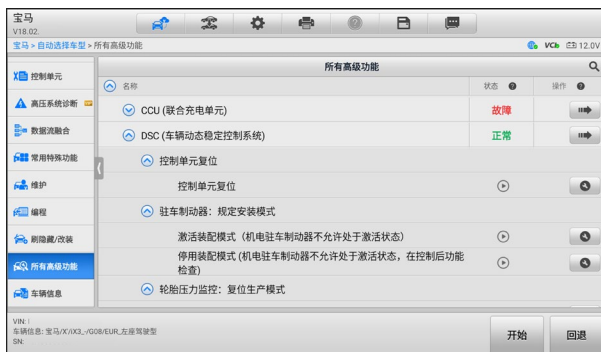 宝马
V18.02.
宝马 > 自动选择车型 > 所有高级功能
VCI 12.0V
控制单元
高压系统诊断
数据流融合
常用特殊功能
维护
编程
刷隐藏/改装
所有高级功能
车辆信息
所有高级功能
名称 状态 操作
CCU (联合充电单元) 故障
DSC (车辆动态稳定控制系统) 正常
控制单元复位
控制单元复位
驻车制动器：规定安装模式
激活装配模式（机电驻车制动器不允许处于激活状态）
停用装配模式 (机电驻车制动器不允许处于激活状态，在控制后功能
检查)
轮胎压力监控：复位生产模式
VIN:
车辆信息: 宝马/X'/iX3_-/G08/EUR_左座驾驶型
SN:
开始
回退